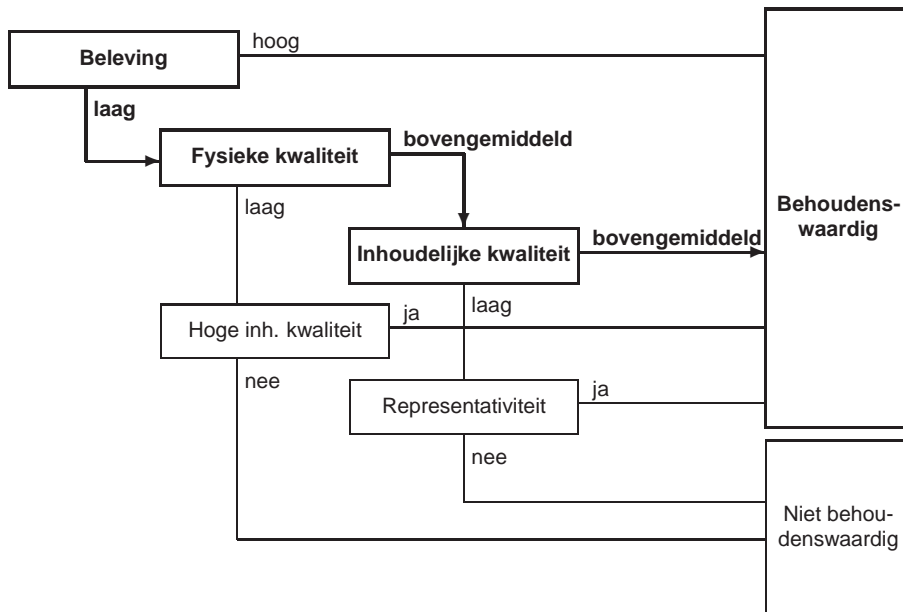 hoog
Beleving
laag
bovengemiddeld
Fysieke kwaliteit
laag
Behoudens-
waardig
bovengemiddeld
Inhoudelijke kwaliteit
laag
ja
Hoge inh. kwaliteit
nee
ja
Representativiteit
nee
Niet behou-
denswaardig